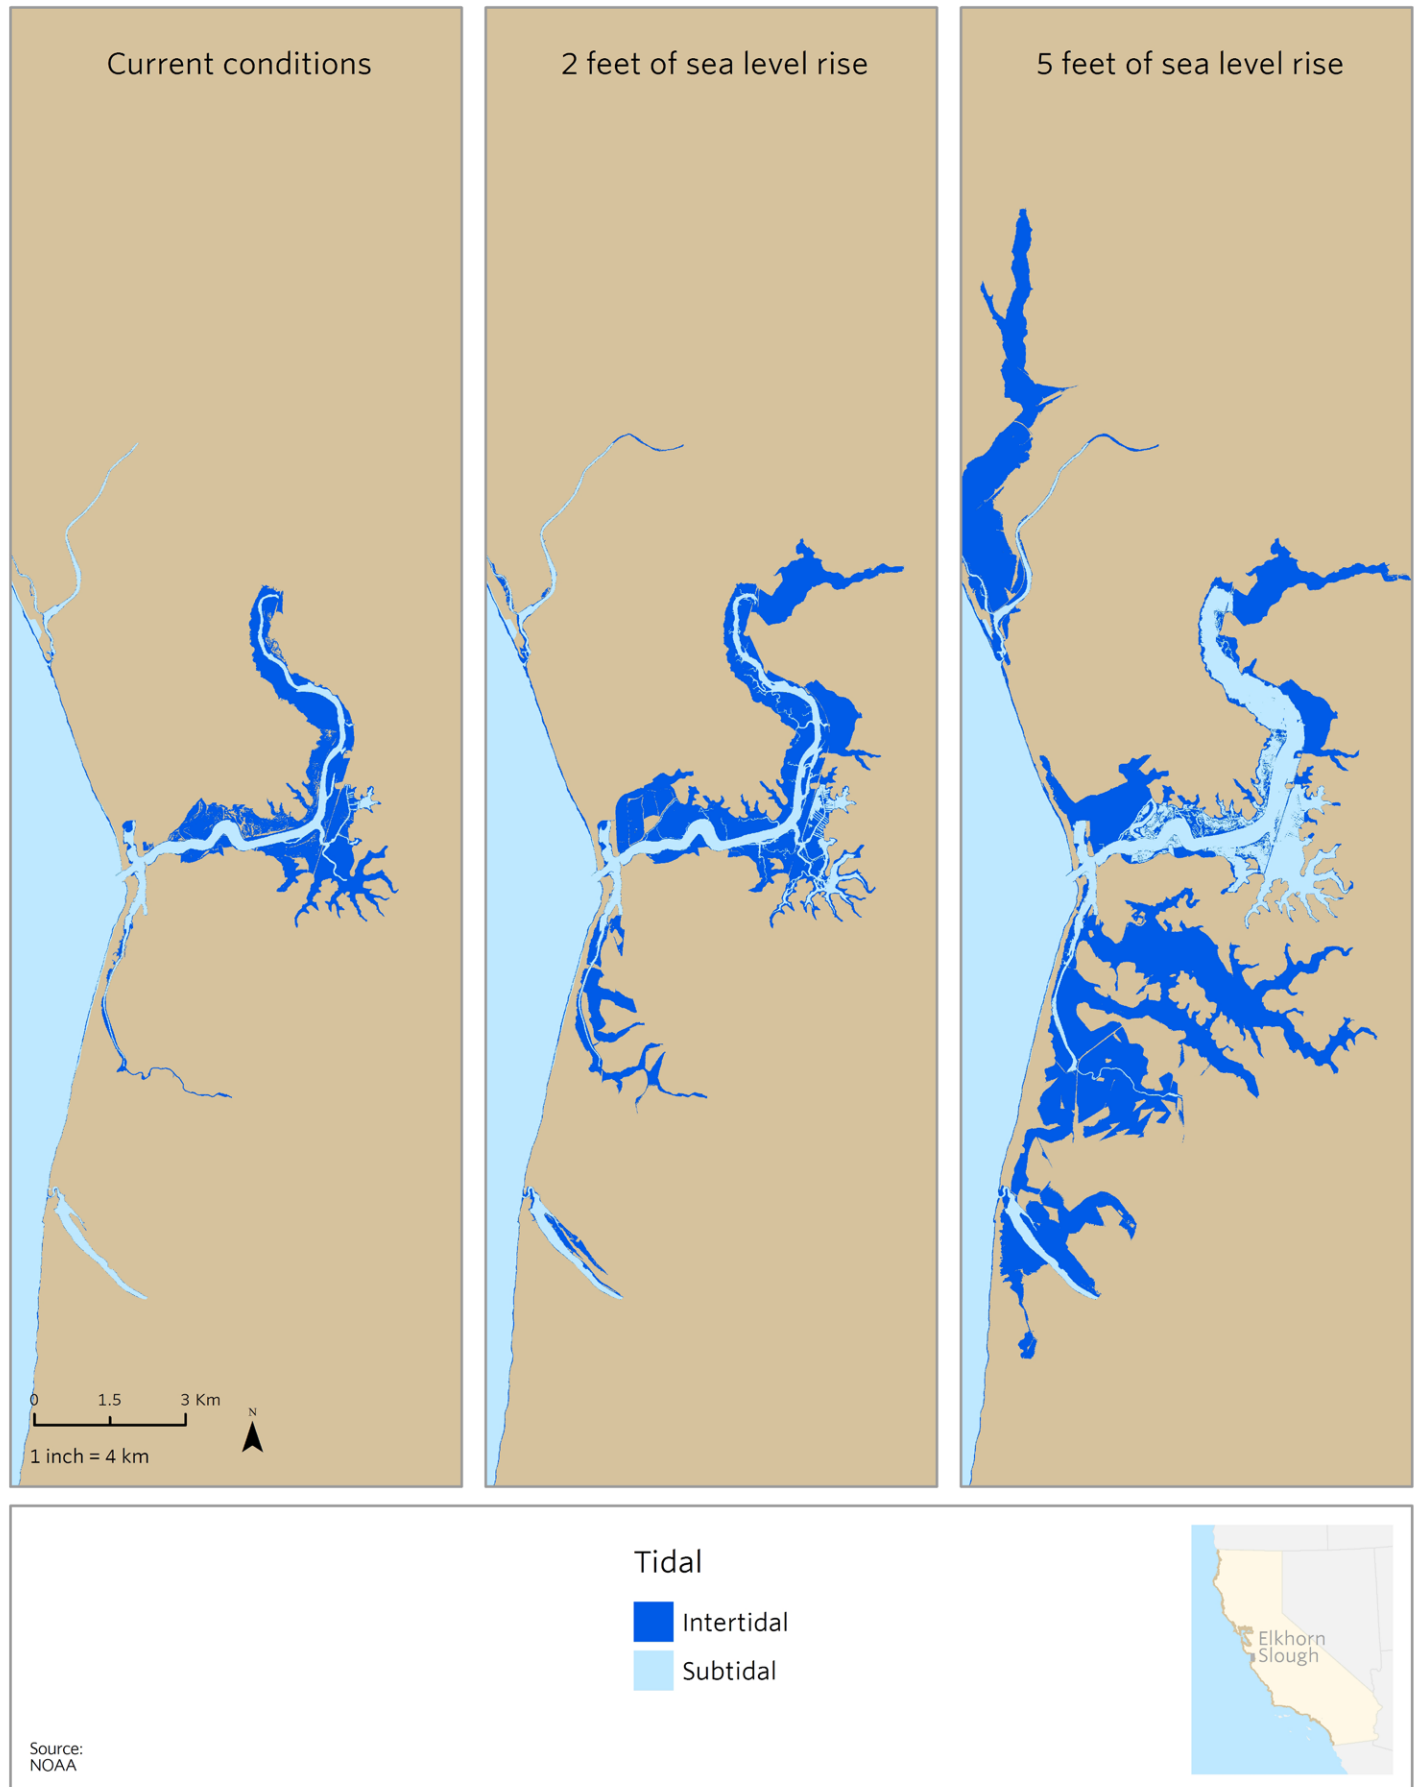 Current conditions
2 feet of sea level rise
5 feet of sea level rise
0 1.5 3 Km
1 inch = 4 km
N
Tidal
Intertidal
Subtidal
Elkhorn
Slough
Source:
NOAA